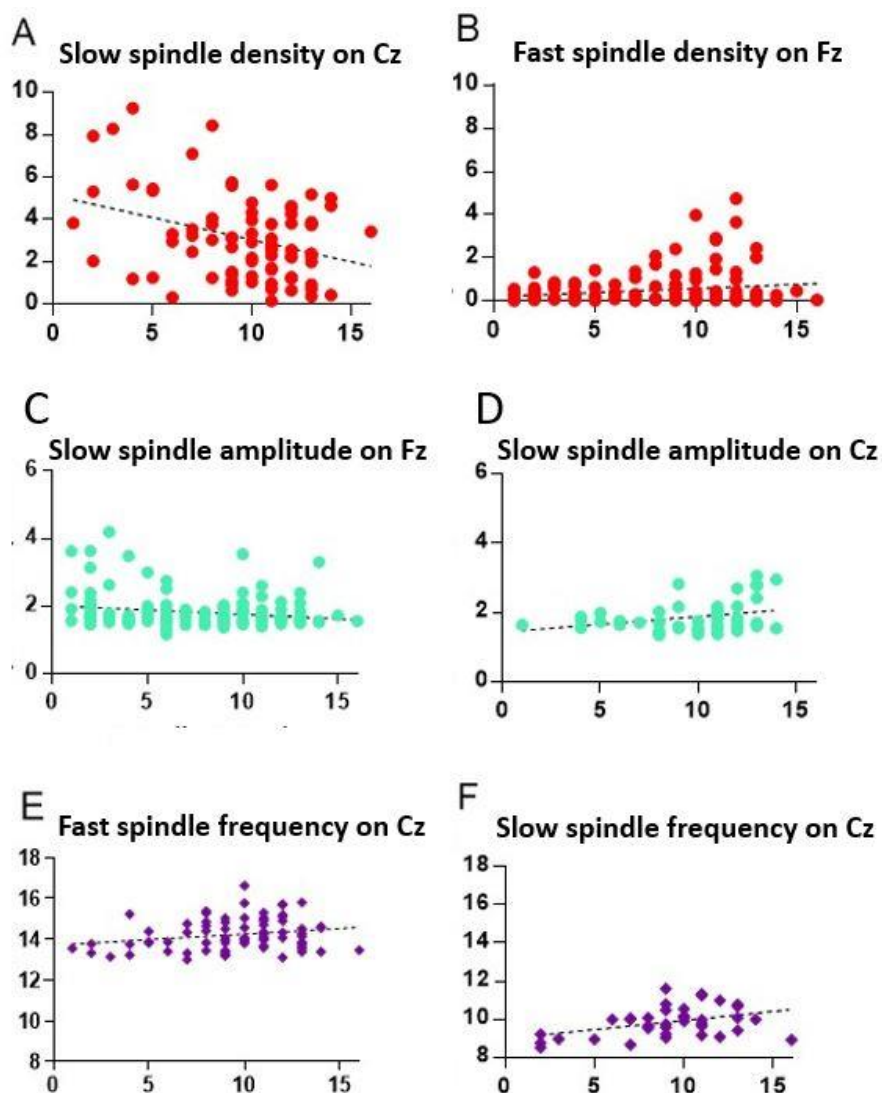 A
Slow spindle density on Cz
10
8
6
4
2
0
0 5 10 15
B
Fast spindle density on Fz
10
8
6
4
2
0
0 5 10 15
C
Slow spindle amplitude on Fz
6
4
2
0
0 5 10 15
D
Slow spindle amplitude on Cz
6
4
2
0
0 5 10 15
E
Fast spindle frequency on Cz
18
16
14
12
10
8
0 5 10 15
F
Slow spindle frequency on Cz
18
16
14
12
10
8
0 5 10 15